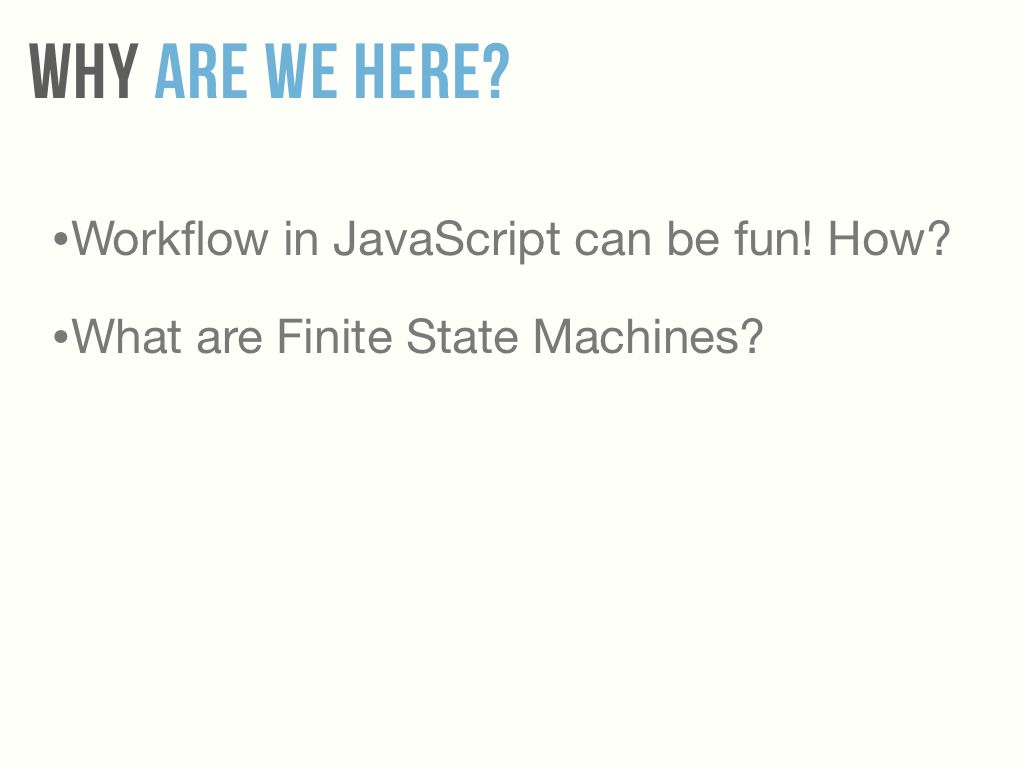 WHY ARE WE HERE?
•Workflow in JavaScript can be fun! How?
•What are Finite State Machines?